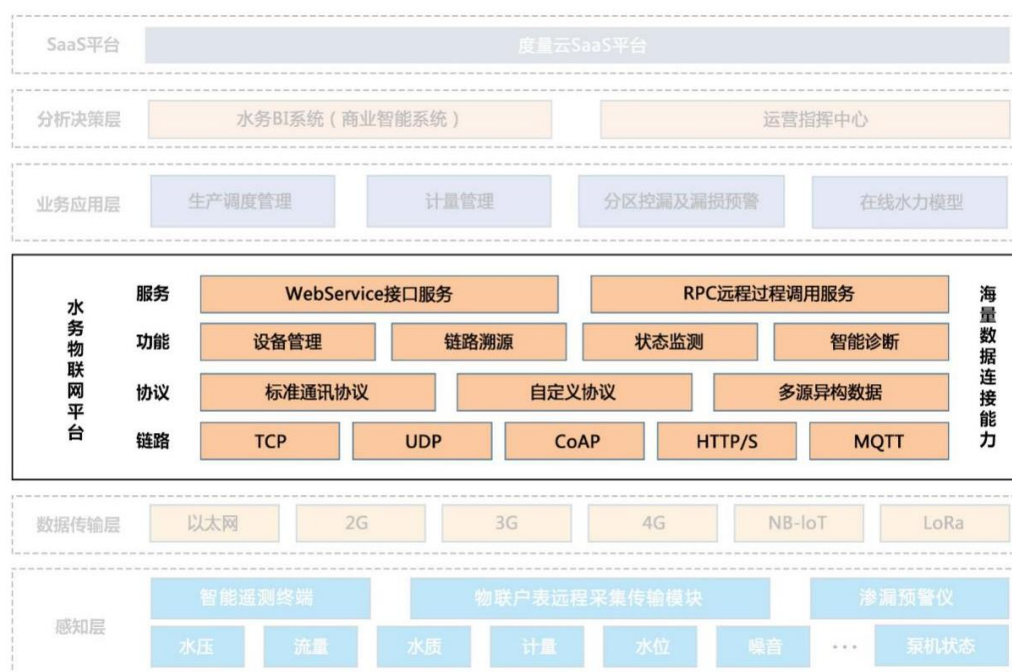 SaaS平台
度量云SaaS平台
分析决策层
水务BI系统（商业智能系统）
运营指挥中心
业务应用层
生产调度管理
计量管理
分区控漏及漏损预警
在线水力模型
水务物联网平台
服务
WebService接口服务
RPC远程过程调用服务
功能
设备管理
链路溯源
状态监测
智能诊断
协议
标准通讯协议
自定义协议
多源异构数据
链路
TCP
UDP
CoAP
HTTP/S
MQTT
海量数据连接能力
数据传输层
以太网
2G
3G
4G
NB-IoT
LoRa
感知层
智能遥测终端
物联户表远程采集传输模块
渗漏预警仪
水压
流量
水质
计量
水位
噪音
···
泵机状态